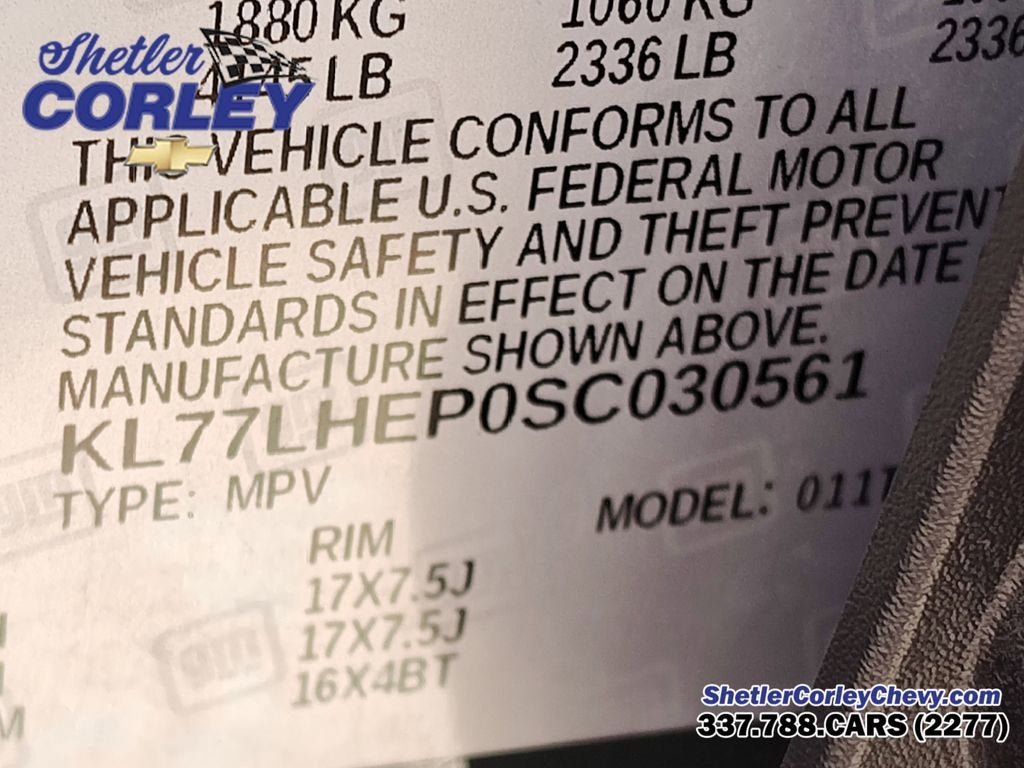 1880 KG 1060 KG
LB 2336 LB 2336
Shetler
CORLEY
VEHICLE CONFORMS TO ALL
APPLICABLE U.S. FEDERAL MOTOR
VEHICLE SAFETY AND THEFT PREVENT
STANDARDS IN EFFECT ON THE DATE
MANUFACTURE SHOWN ABOVE.
KL77LHEP0SC030561
TYPE: MPV MODEL: 011
RIM
17X7.5J
17X7.5J
16X4BT
gm
ShetlerCorleyChevy.com
337.788.CARS (2277)